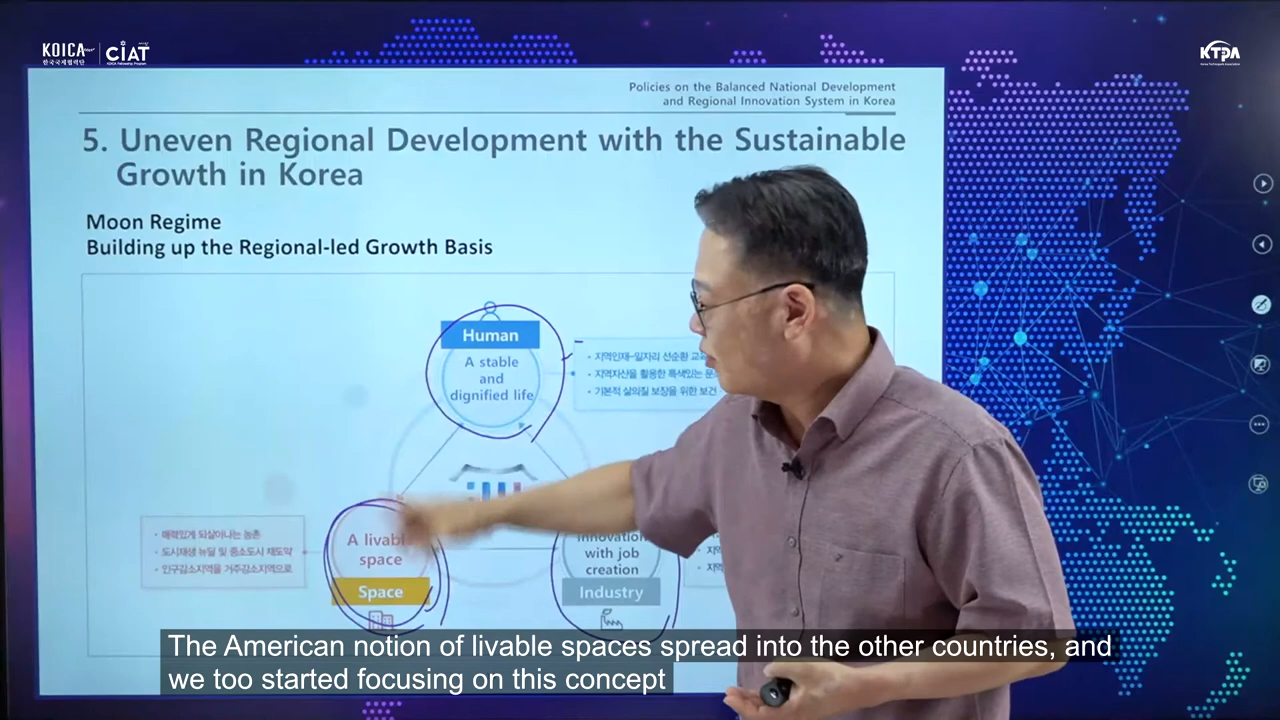 KOICA
한국국제협력단
CIAT
KOICA Fellowship Program
KTPA
Korea Technopark Association
Policies on the Balanced National Development
and Regional Innovation System in Korea
5. Uneven Regional Development with the Sustainable
Growth in Korea
Moon Regime
Building up the Regional-led Growth Basis
Human
A stable
and
dignified life
• 지역인재-일자리 선순환
• 지역자산을 활용한 특색있는
• 기본적 삶의질 보장을 위한 보건
• 매력있게 되살아나는 농촌
• 도시재생 뉴딜 및 중소도시 재도약
• 인구감소지역을 거주강소지역으로
A
space
Space
Innovation
with job
creation
Industry
The American notion of livable spaces spread into the other countries, and
we too started focusing on this concept